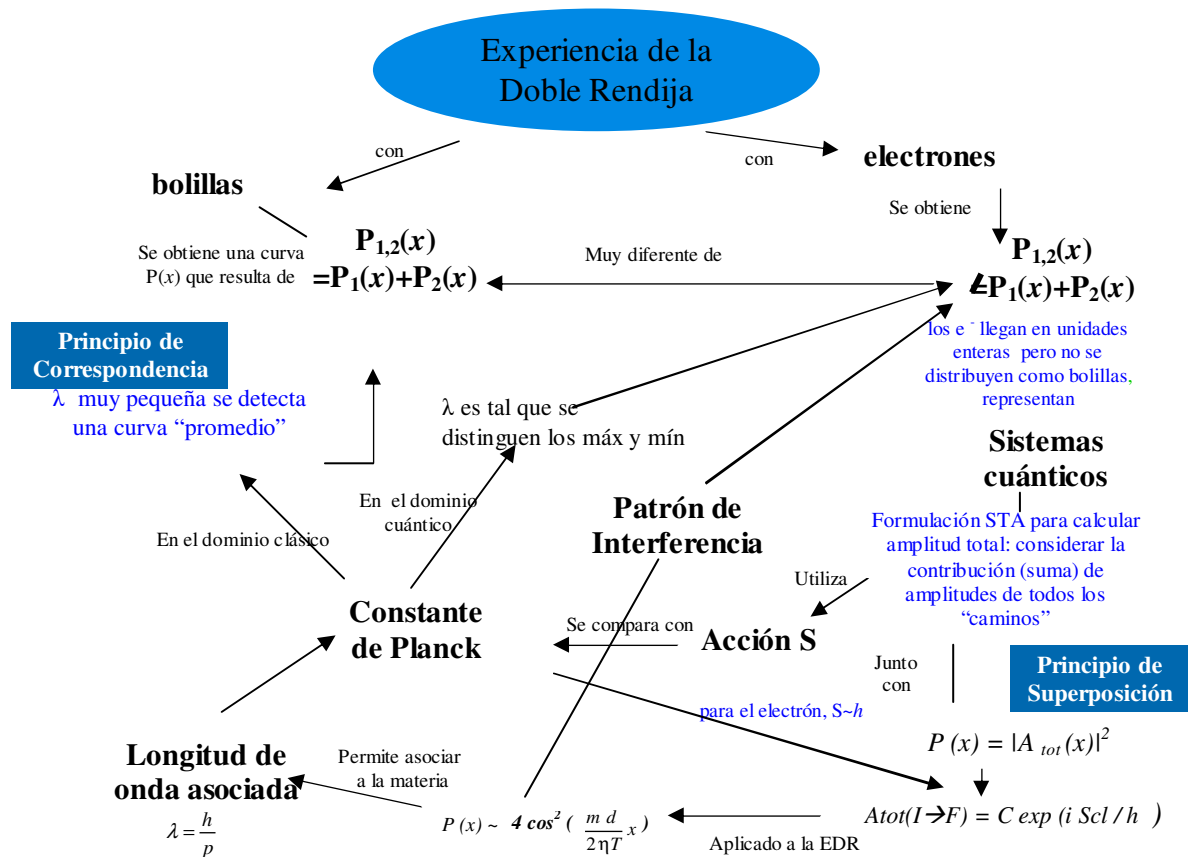 Experiencia de la
Doble Rendija
con
con
bolillas
electrones
Se obtiene
Se obtiene una curva
P(x) que resulta de
P₁,₂(x)
=P₁(x)+P₂(x)
Muy diferente de
P₁,₂(x)
≠P₁(x)+P₂(x)
los e⁻ llegan en unidades
enteras pero no se
distribuyen como bolillas,
representan
Principio de
Correspondencia
λ muy pequeña se detecta
una curva “promedio”
λ es tal que se
distinguen los máx y mín
Sistemas
cuánticos
En el dominio
cuántico
En el dominio clásico
Patrón de
Interferencia
Formulación STA para calcular
amplitud total: considerar la
contribución (suma) de
amplitudes de todos los
“caminos”
Utiliza
Constante
de Planck
Se compara con
Acción S
Junto
con
Principio de
Superposición
para el electrón, S~h
P (x) = |A tot (x)|²
Longitud de
onda asociada
λ = h/p
Permite asociar
a la materia
P (x) ~ 4 cos² ( m d / 2ηT x )
Aplicado a la EDR
Atot(I→F) = C exp (i Scl / h )